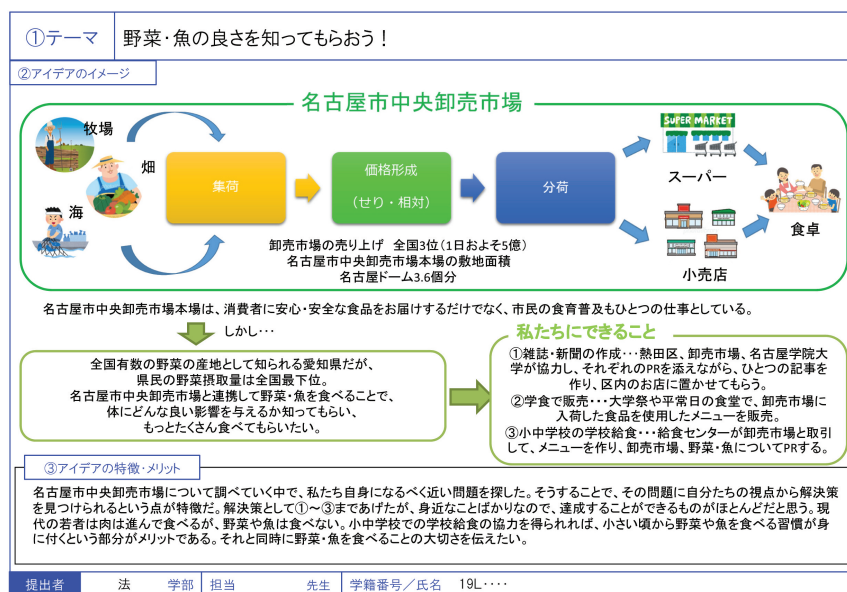 ①テーマ
野菜・魚の良さを知ってもらおう！
②アイデアのイメージ
名古屋市中央卸売市場
牧場
畑
海
集荷
価格形成
（せり・相対）
分荷
SUPER MARKET
スーパー
小売店
食卓
卸売市場の売り上げ　全国3位（1日およそ5億）
名古屋市中央卸売市場本場の敷地面積
名古屋ドーム3.6個分
名古屋市中央卸売市場本場は、消費者に安心・安全な食品をお届けするだけでなく、市民の食育普及もひとつの仕事としている。
しかし・・・
全国有数の野菜の産地として知られる愛知県だが、
県民の野菜摂取量は全国最下位。
名古屋市中央卸売市場と連携して野菜・魚を食べることで、
体にどんな良い影響を与えるか知ってもらい、
もっとたくさん食べてもらいたい。
私たちにできること
①雑誌・新聞の作成・・・熱田区、卸売市場、名古屋学院大
学が協力し、それぞれのPRを添えながら、ひとつの記事を
作り、区内のお店に置かせてもらう。
②学食で販売・・・大学祭や平常日の食堂で、卸売市場に
入荷した食品を使用したメニューを販売。
③小中学校の学校給食・・・給食センターが卸売市場と取引
して、メニューを作り、卸売市場、野菜・魚についてPRする。
③アイデアの特徴・メリット
名古屋市中央卸売市場について調べていく中で、私たち自身になるべく近い問題を探した。そうすることで、その問題に自分たちの視点から解決策
を見つけられるという点が特徴だ。解決策として①～③まであげたが、身近なことばかりなので、達成することができるものがほとんどだと思う。現
代の若者は肉は進んで食べるが、野菜や魚は食べない。小中学校での学校給食の協力を得られれば、小さい頃から野菜や魚を食べる習慣が身
に付くという部分がメリットである。それと同時に野菜・魚を食べることの大切さを伝えたい。
提出者　法　学部　担当　先生　学籍番号／氏名　19L・・・・